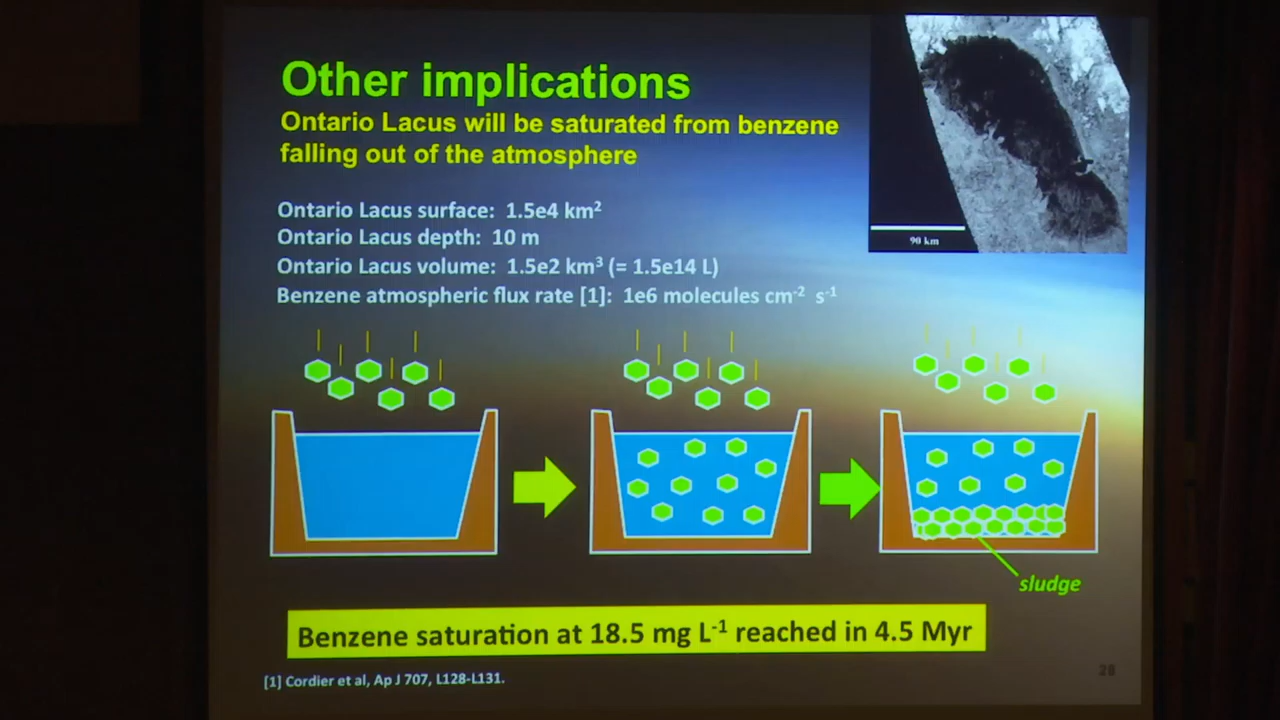 Other implications
Ontario Lacus will be saturated from benzene
falling out of the atmosphere
90 km
Ontario Lacus surface: 1.5e4 km²
Ontario Lacus depth: 10 m
Ontario Lacus volume: 1.5e2 km³ (= 1.5e14 L)
Benzene atmospheric flux rate [1]: 1e6 molecules cm⁻² s⁻¹
sludge
Benzene saturation at 18.5 mg L⁻¹ reached in 4.5 Myr
[1] Cordier et al, Ap J 707, L128-L131.
28